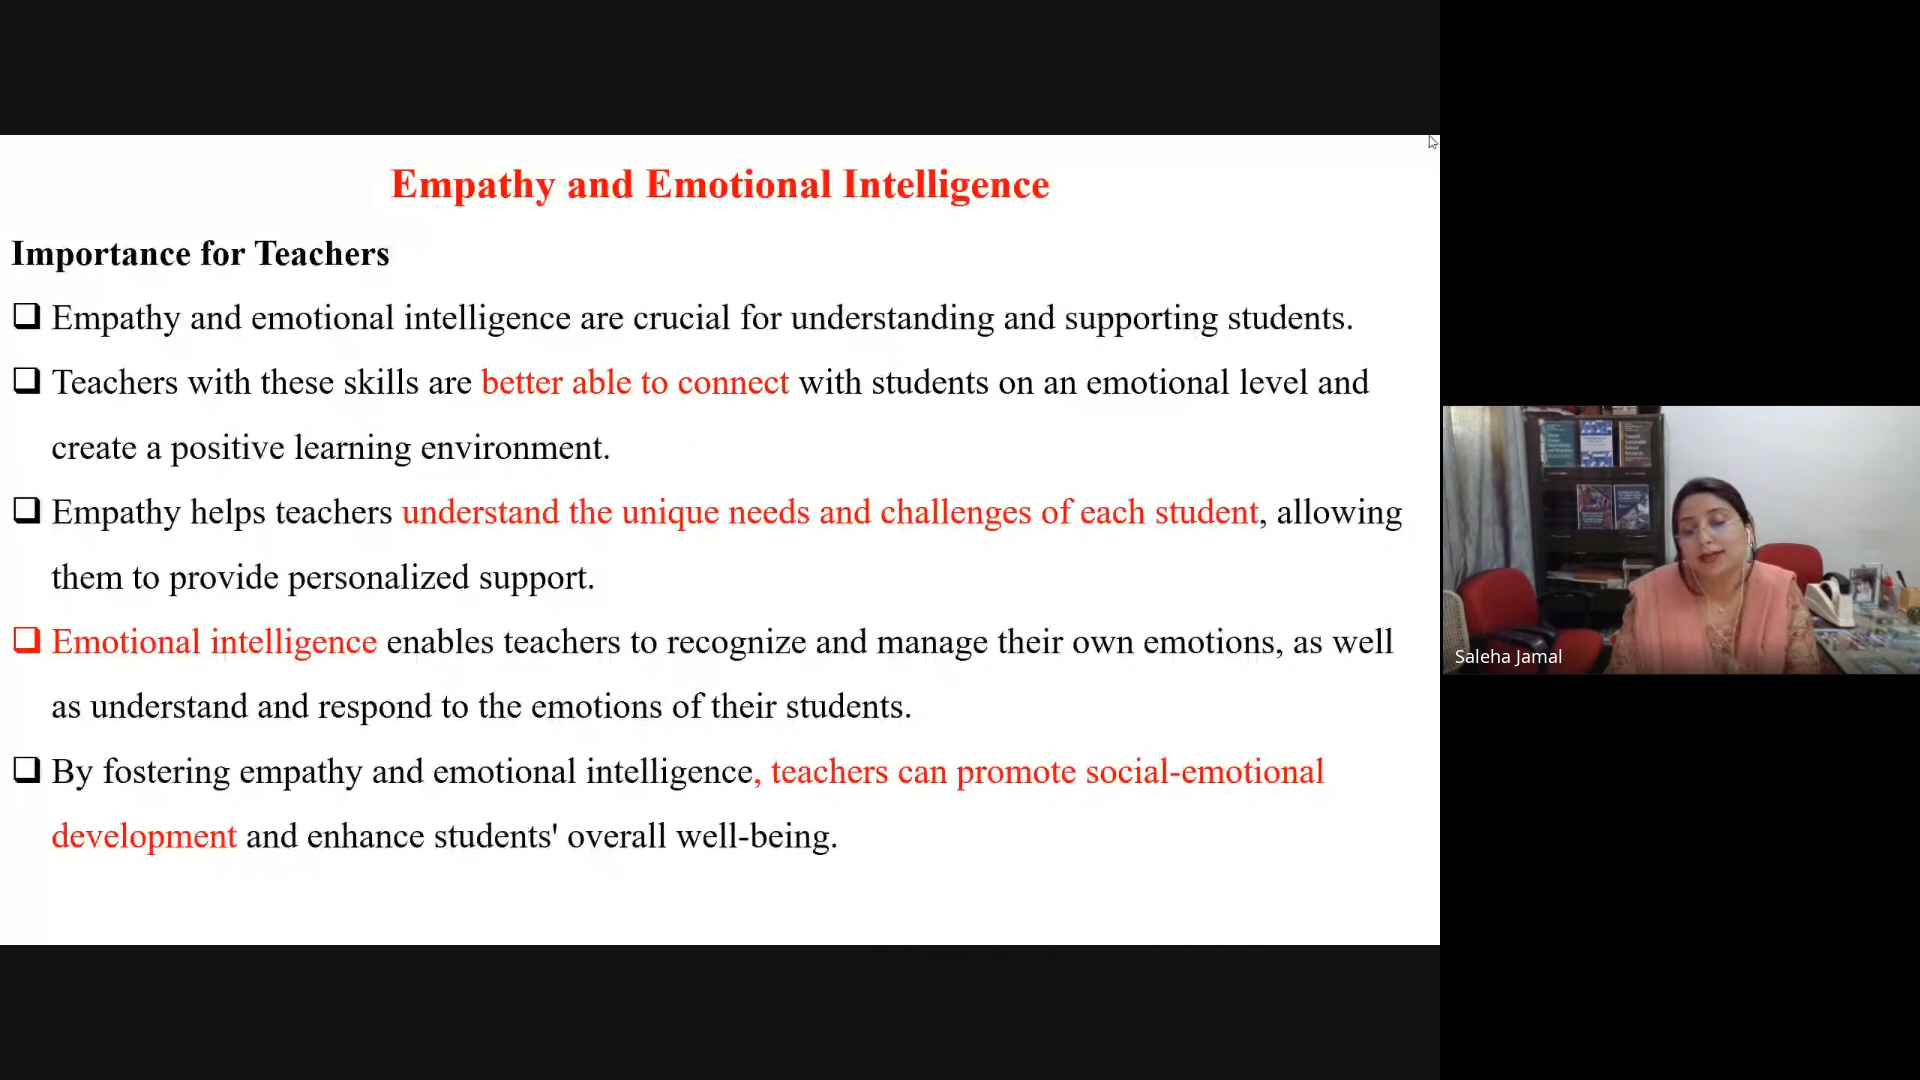 Empathy and Emotional Intelligence
Importance for Teachers
❑ Empathy and emotional intelligence are crucial for understanding and supporting students.
❑ Teachers with these skills are better able to connect with students on an emotional level and
create a positive learning environment.
❑ Empathy helps teachers understand the unique needs and challenges of each student, allowing
them to provide personalized support.
❑ Emotional intelligence enables teachers to recognize and manage their own emotions, as well
as understand and respond to the emotions of their students.
❑ By fostering empathy and emotional intelligence, teachers can promote social-emotional
development and enhance students' overall well-being.
Saleha Jamal